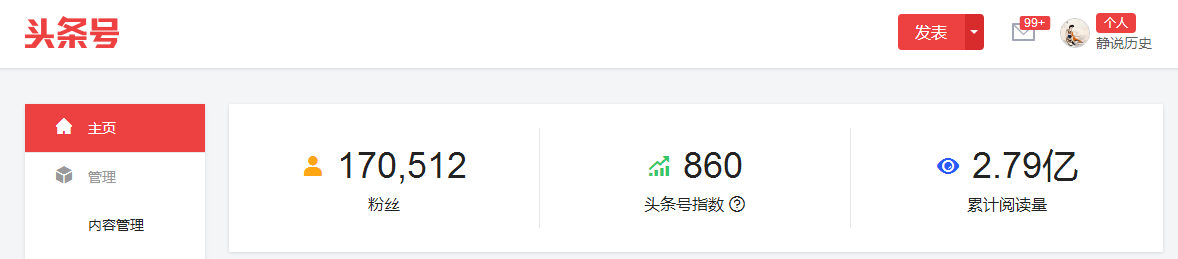 头条号
发表
99+
个人
静说历史
主页
管理
内容管理
170,512
粉丝
860
头条号指数
2.79亿
累计阅读量